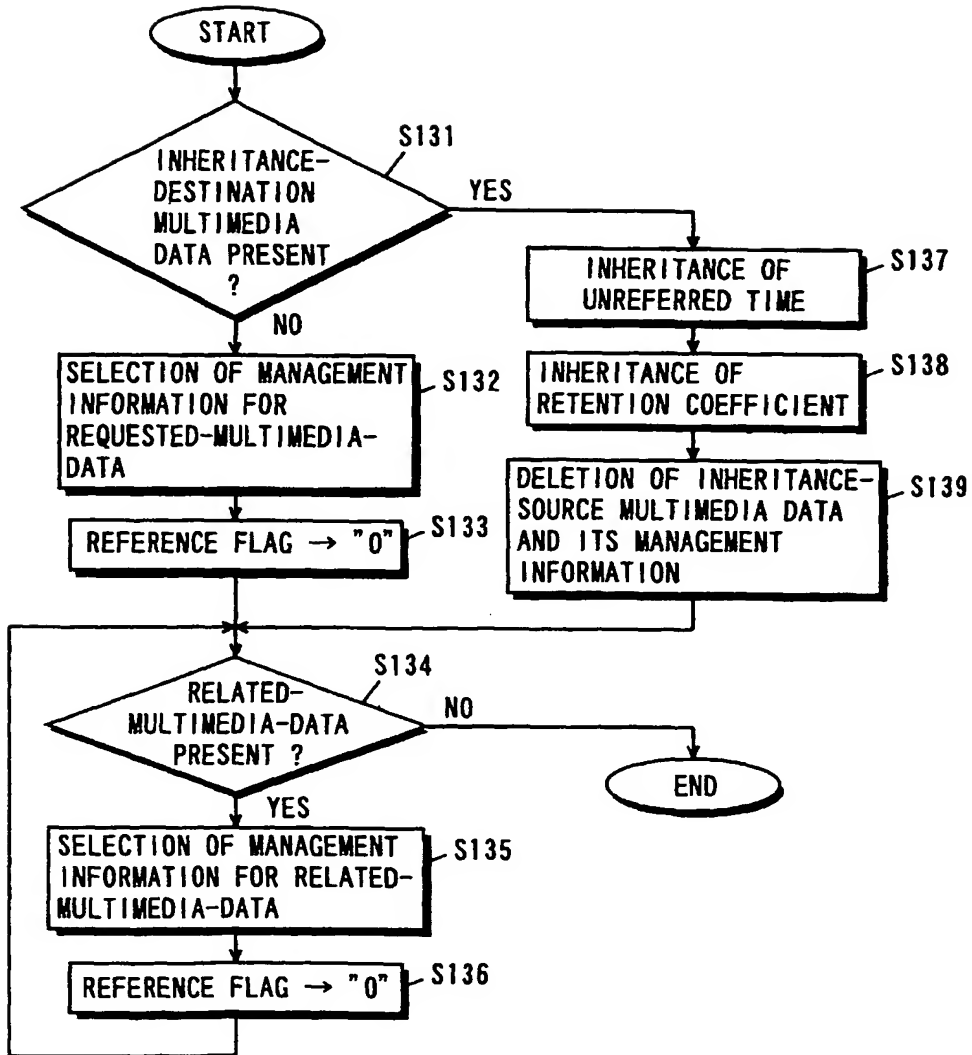 START
S131
INHERITANCE-
DESTINATION
MULTIMEDIA
DATA PRESENT
?
YES
NO
INHERITANCE OF
UNREFERRED TIME
S137
SELECTION OF MANAGEMENT
INFORMATION FOR
REQUESTED-MULTIMEDIA-
DATA
S132
INHERITANCE OF
RETENTION COEFFICIENT
S138
REFERENCE FLAG → "0"
S133
DELETION OF INHERITANCE-
SOURCE MULTIMEDIA DATA
AND ITS MANAGEMENT
INFORMATION
S139
S134
RELATED-
MULTIMEDIA-DATA
PRESENT ?
NO
YES
END
SELECTION OF MANAGEMENT
INFORMATION FOR RELATED-
MULTIMEDIA-DATA
S135
REFERENCE FLAG → "0"
S136